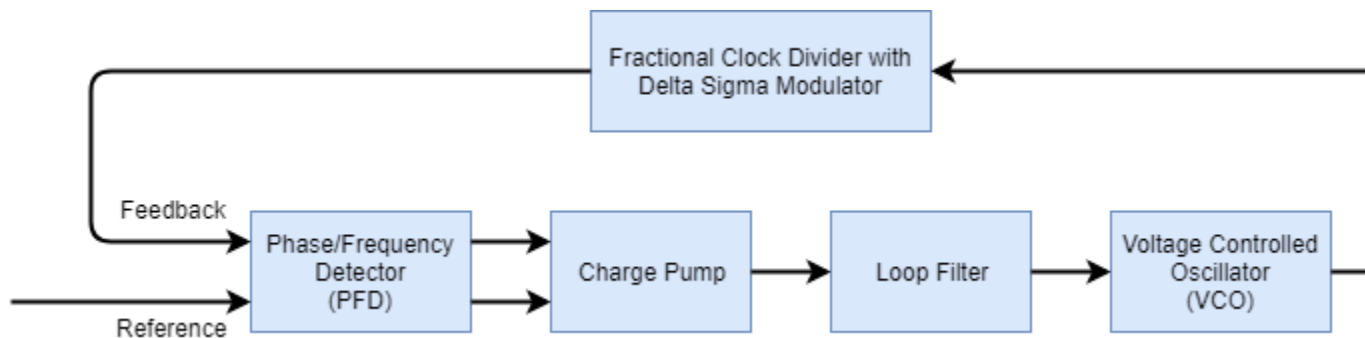 Fractional Clock Divider with
Delta Sigma Modulator
Feedback
Reference
Phase/Frequency
Detector
(PFD)
Charge Pump
Loop Filter
Voltage Controlled
Oscillator
(VCO)